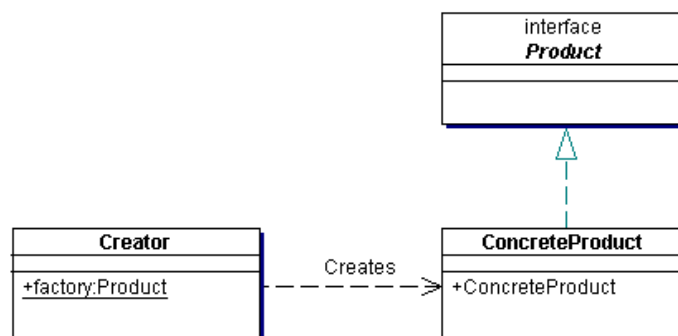 interface
Product
Creator
+factory:Product
Creates
ConcreteProduct
+ConcreteProduct